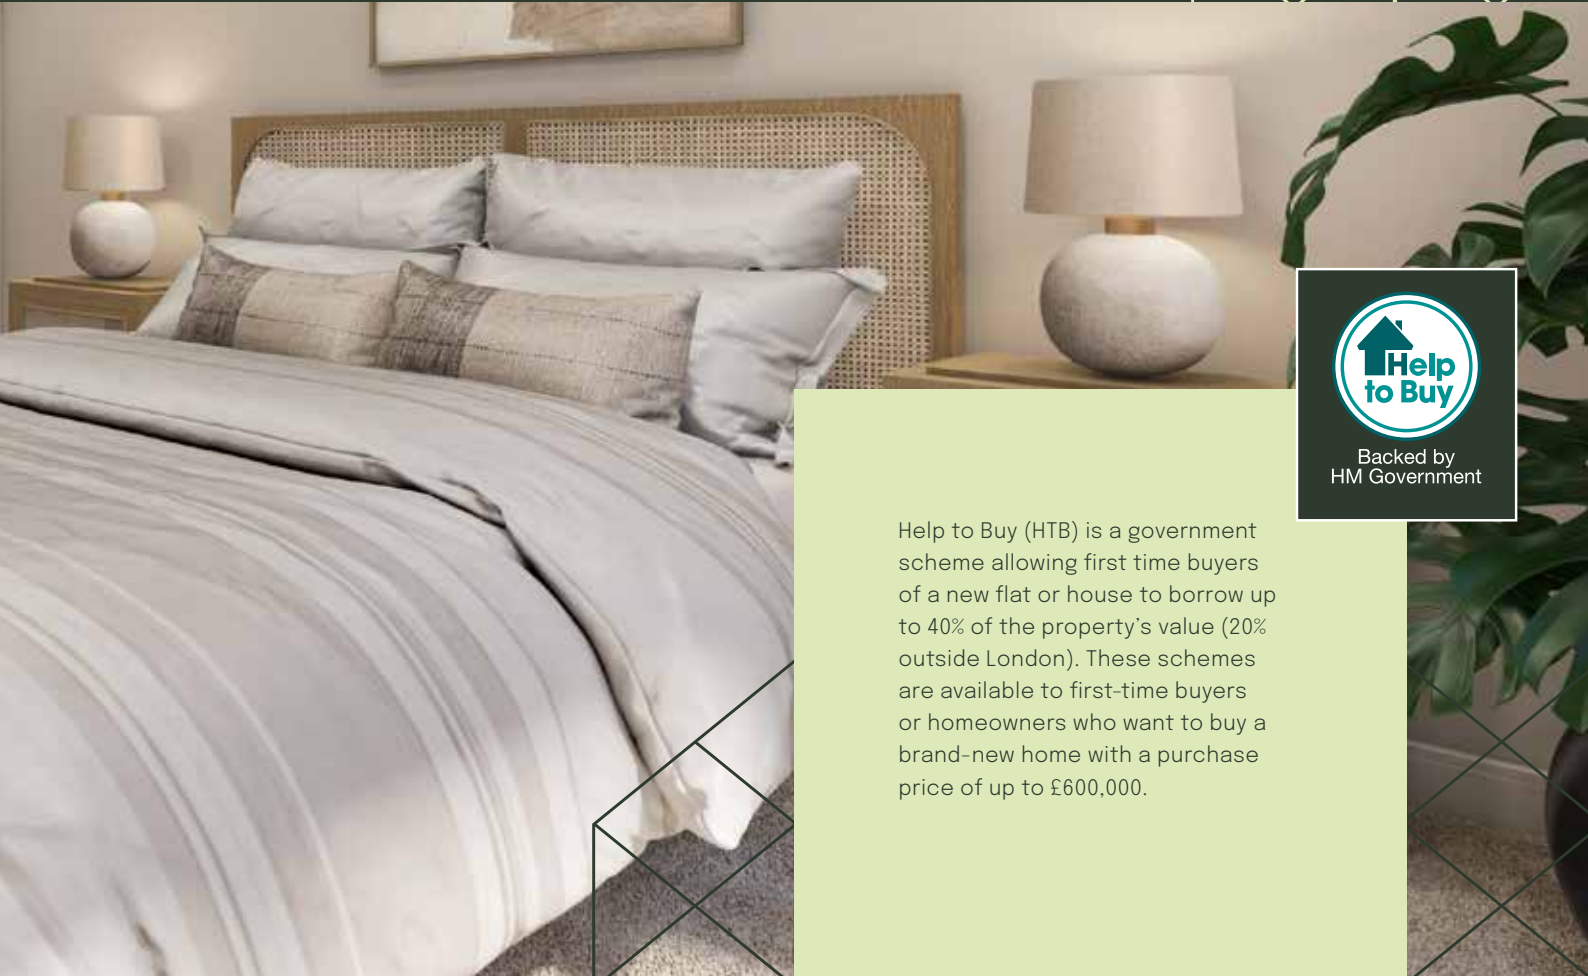 Help
to Buy
Backed by
HM Government
Help to Buy (HTB) is a government
scheme allowing first time buyers
of a new flat or house to borrow up
to 40% of the property’s value (20%
outside London). These schemes
are available to first-time buyers
or homeowners who want to buy a
brand-new home with a purchase
price of up to £600,000.